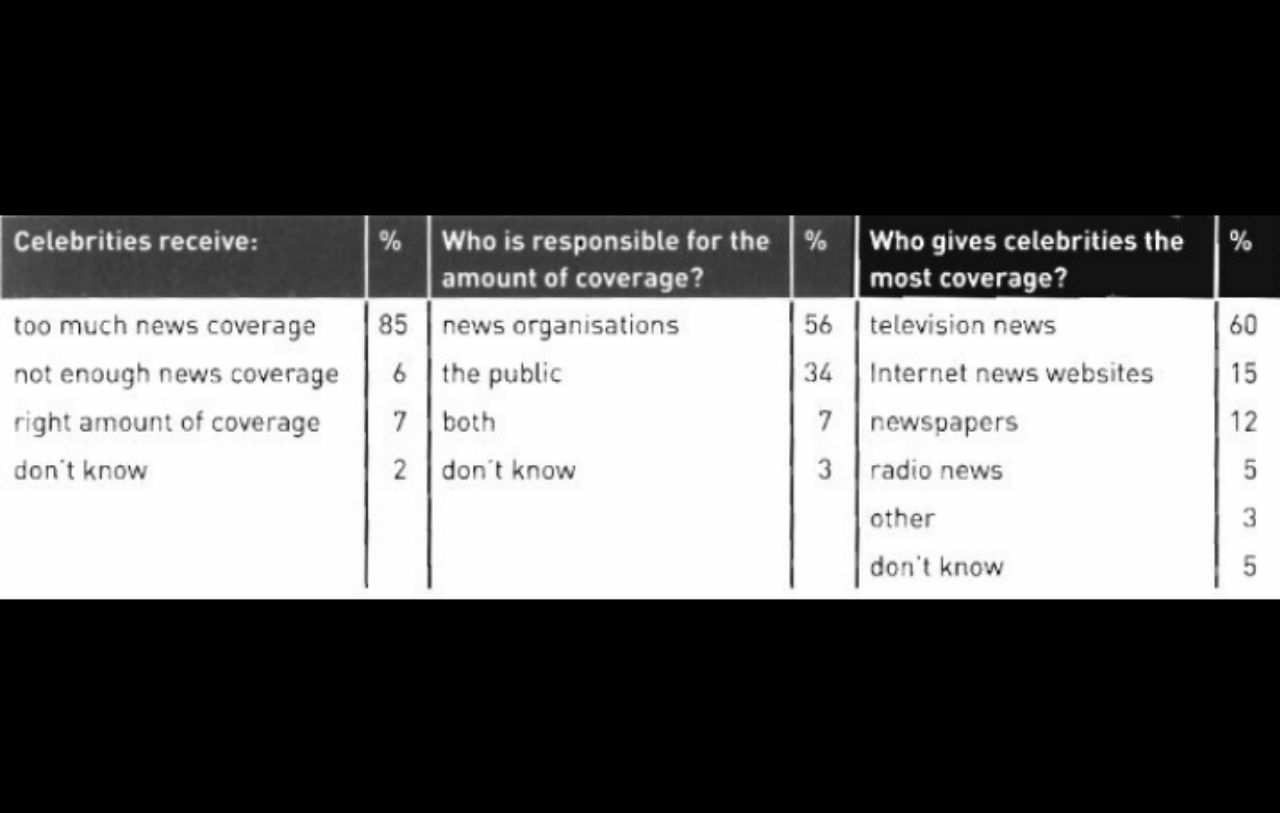 Celebrities receive: % Who is responsible for the % Who gives celebrities the %
amount of coverage? most coverage?
too much news coverage 85 news organisations 56 television news 60
not enough news coverage 6 the public 34 Internet news websites 15
right amount of coverage 7 both 7 newspapers 12
don't know 2 don't know 3 radio news 5
other 3
don't know 5